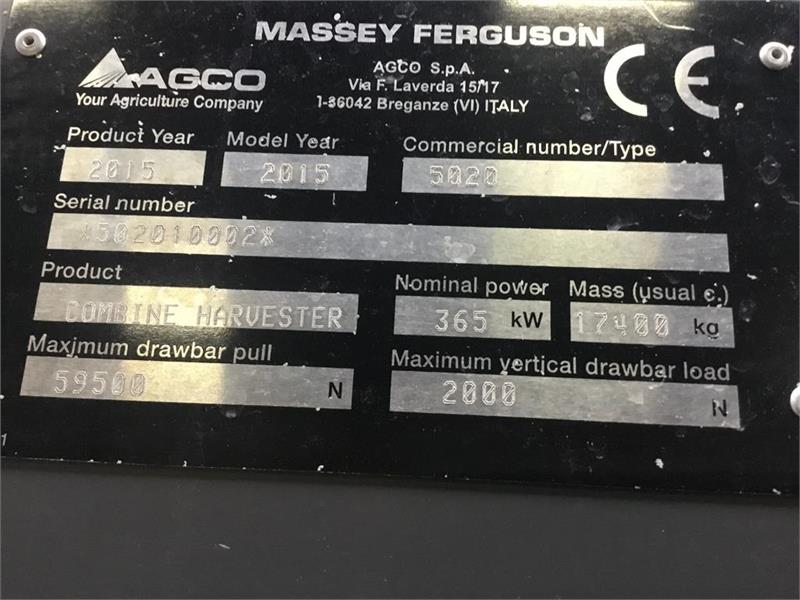 MASSEY FERGUSON
AGCO
Your Agriculture Company
AGCO S.p.A.
Via F. Laverda 15/17
I-36042 Breganze (VI) ITALY
CE
Product Year Model Year Commercial number/Type
2015 2015 5020
Serial number
*502010002*
Product Nominal power Mass (usual c.)
COMBINE HARVESTER 365 kW 17400 kg
Maximum drawbar pull Maximum vertical drawbar load
59500 N 2000 N
1